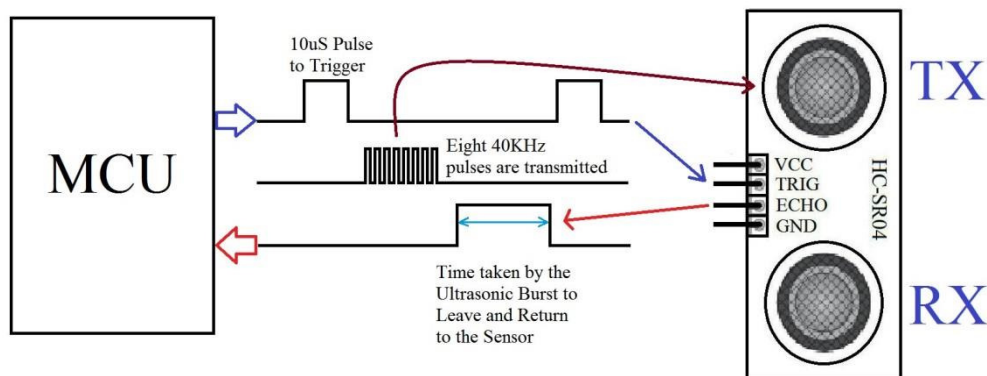 10uS Pulse
to Trigger
MCU
Eight 40KHz
pulses are transmitted
Time taken by the
Ultrasonic Burst to
Leave and Return
to the Sensor
TX
VCC
TRIG
ECHO
GND
HC-SR04
RX